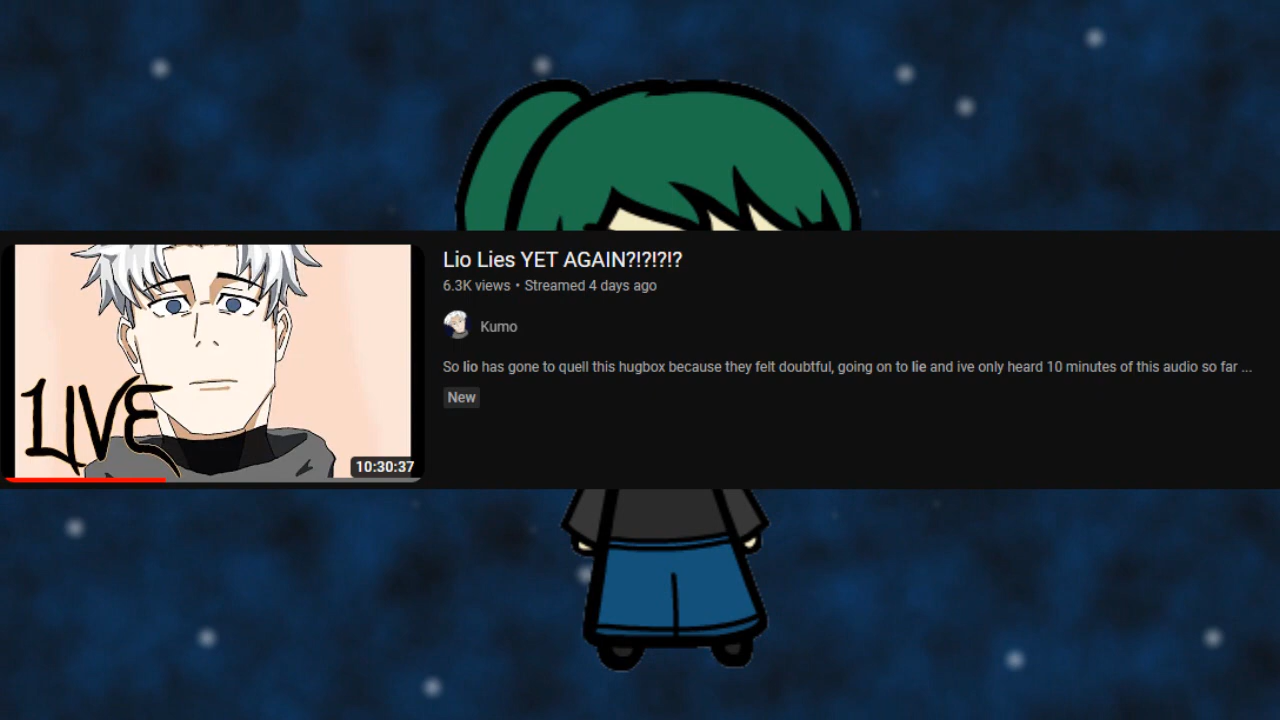 Lio Lies YET AGAIN?!?!?!?
6.3K views • Streamed 4 days ago
Kumo
So lio has gone to quell this hugbox because they felt doubtful, going on to lie and ive only heard 10 minutes of this audio so far ...
New
LIVE
10:30:37